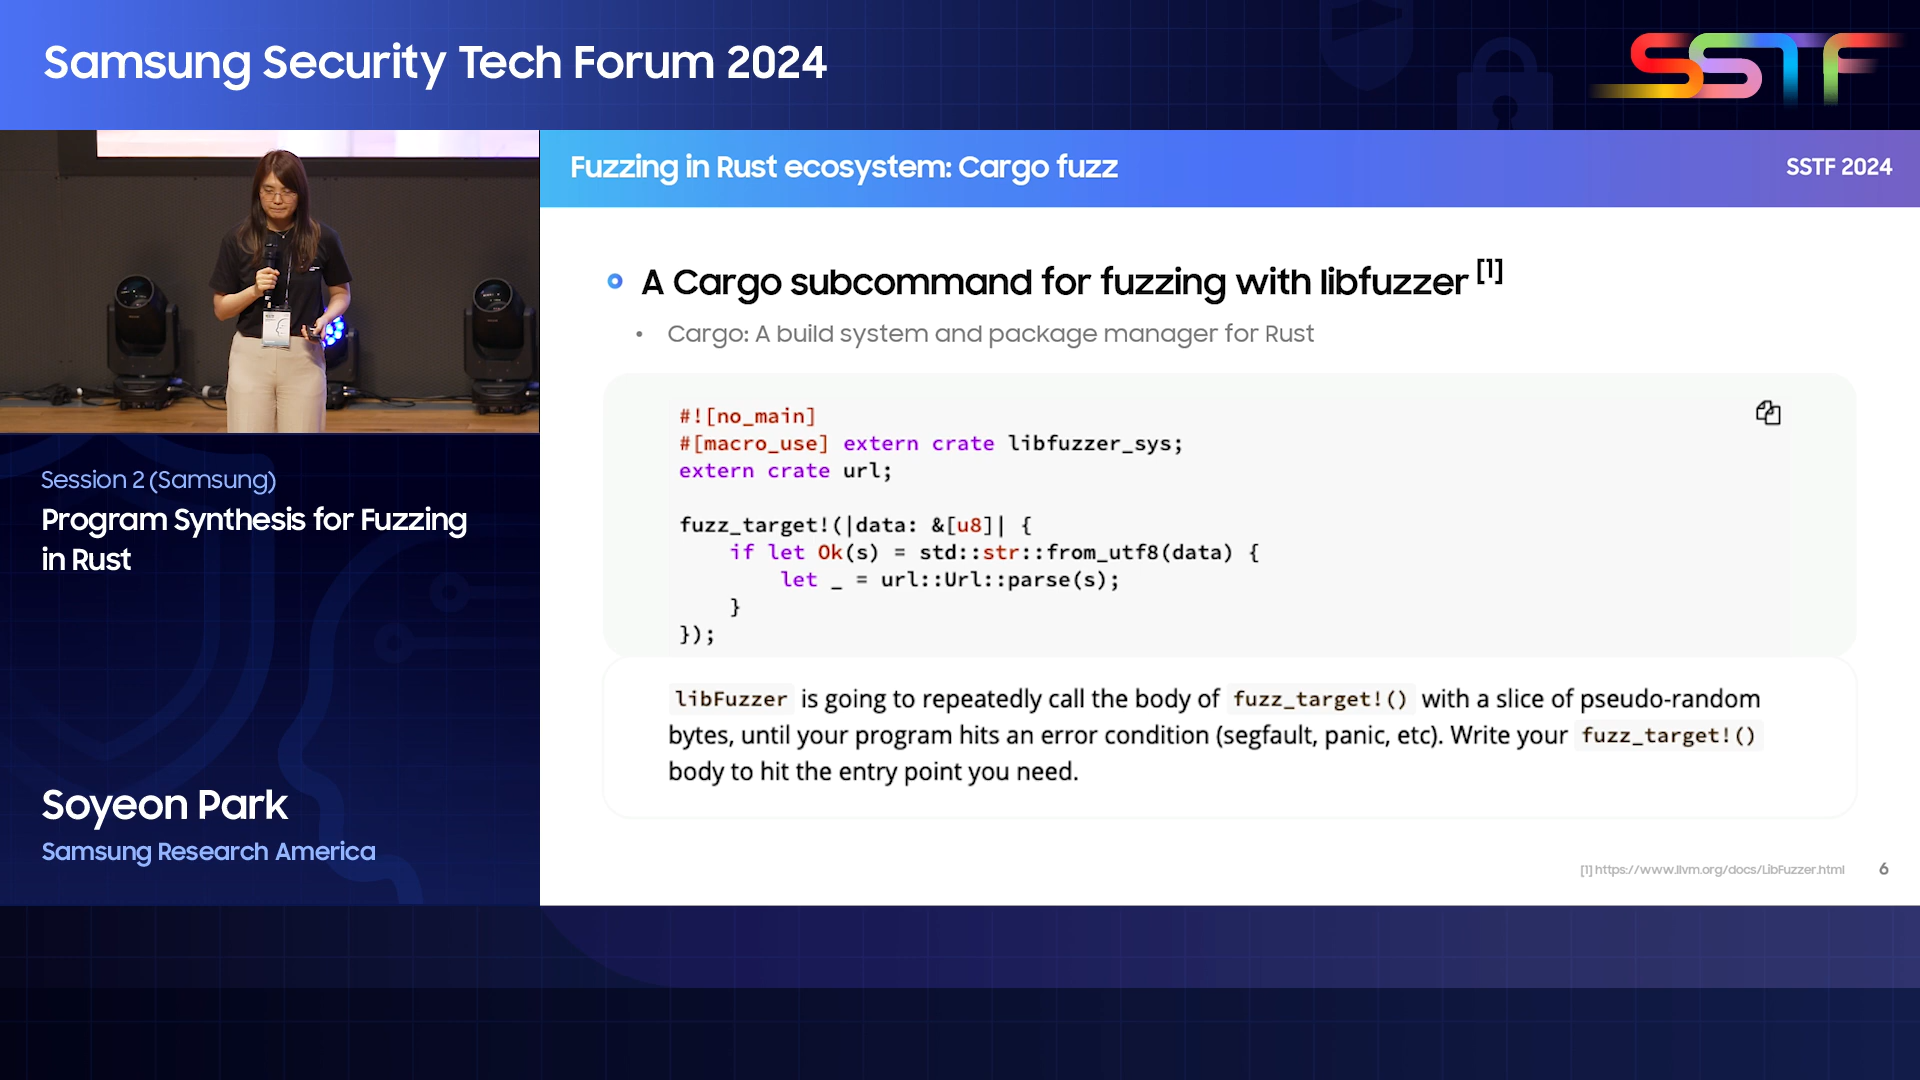 Samsung Security Tech Forum 2024
SSTF
Fuzzing in Rust ecosystem: Cargo fuzz
SSTF 2024
A Cargo subcommand for fuzzing with libfuzzer [1]
• Cargo: A build system and package manager for Rust
#![no_main]
#[macro_use] extern crate libfuzzer_sys;
extern crate url;
fuzz_target!(|data: &[u8]| {
    if let Ok(s) = std::str::from_utf8(data) {
        let _ = url::Url::parse(s);
    }
});
libFuzzer is going to repeatedly call the body of fuzz_target!() with a slice of pseudo-random
bytes, until your program hits an error condition (segfault, panic, etc). Write your fuzz_target!()
body to hit the entry point you need.
[1] https://www.llvm.org/docs/LibFuzzer.html
6
Session 2 (Samsung)
Program Synthesis for Fuzzing
in Rust
Soyeon Park
Samsung Research America